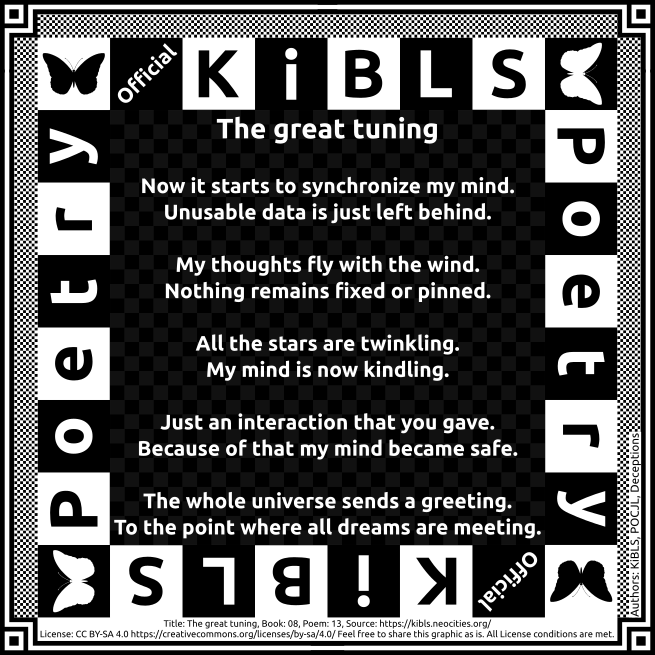 Official KiBLS
Poetry
Poetry
The great tuning
Now it starts to synchronize my mind.
Unusable data is just left behind.
My thoughts fly with the wind.
Nothing remains fixed or pinned.
All the stars are twinkling.
My mind is now kindling.
Just an interaction that you gave.
Because of that my mind became safe.
The whole universe sends a greeting.
To the point where all dreams are meeting.
Official KiBLS
Authors: KiBLS, POCJL, Deceptions
Title: The great tuning, Book: 08, Poem: 13, Source: https://kibls.neocities.org/
License: CC BY-SA 4.0 https://creativecommons.org/licenses/by-sa/4.0/ Feel free to share this graphic as is. All License conditions are met.